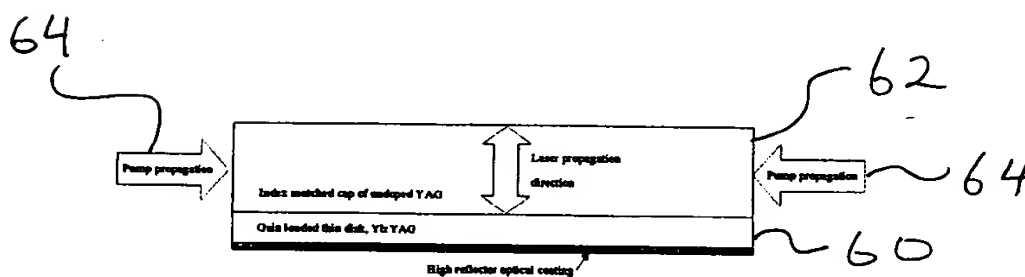 64
62
Laser propagation
direction
Pump propagation
Pump propagation
64
Index matched cap of undoped YAG
Gain loaded thin disk, Yb:YAG
60
High reflector optical coating